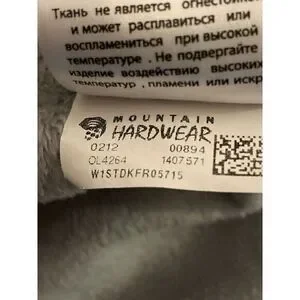 Ткань не является огнестойкой
и может расплавиться или
воспламениться при высокой
температуре . Не подвергайте
изделие воздействию высоких
температур , пламени или искр
MOUNTAIN
HARDWEAR
0212 00894
OL4264 1407571
W1STDKFR05715